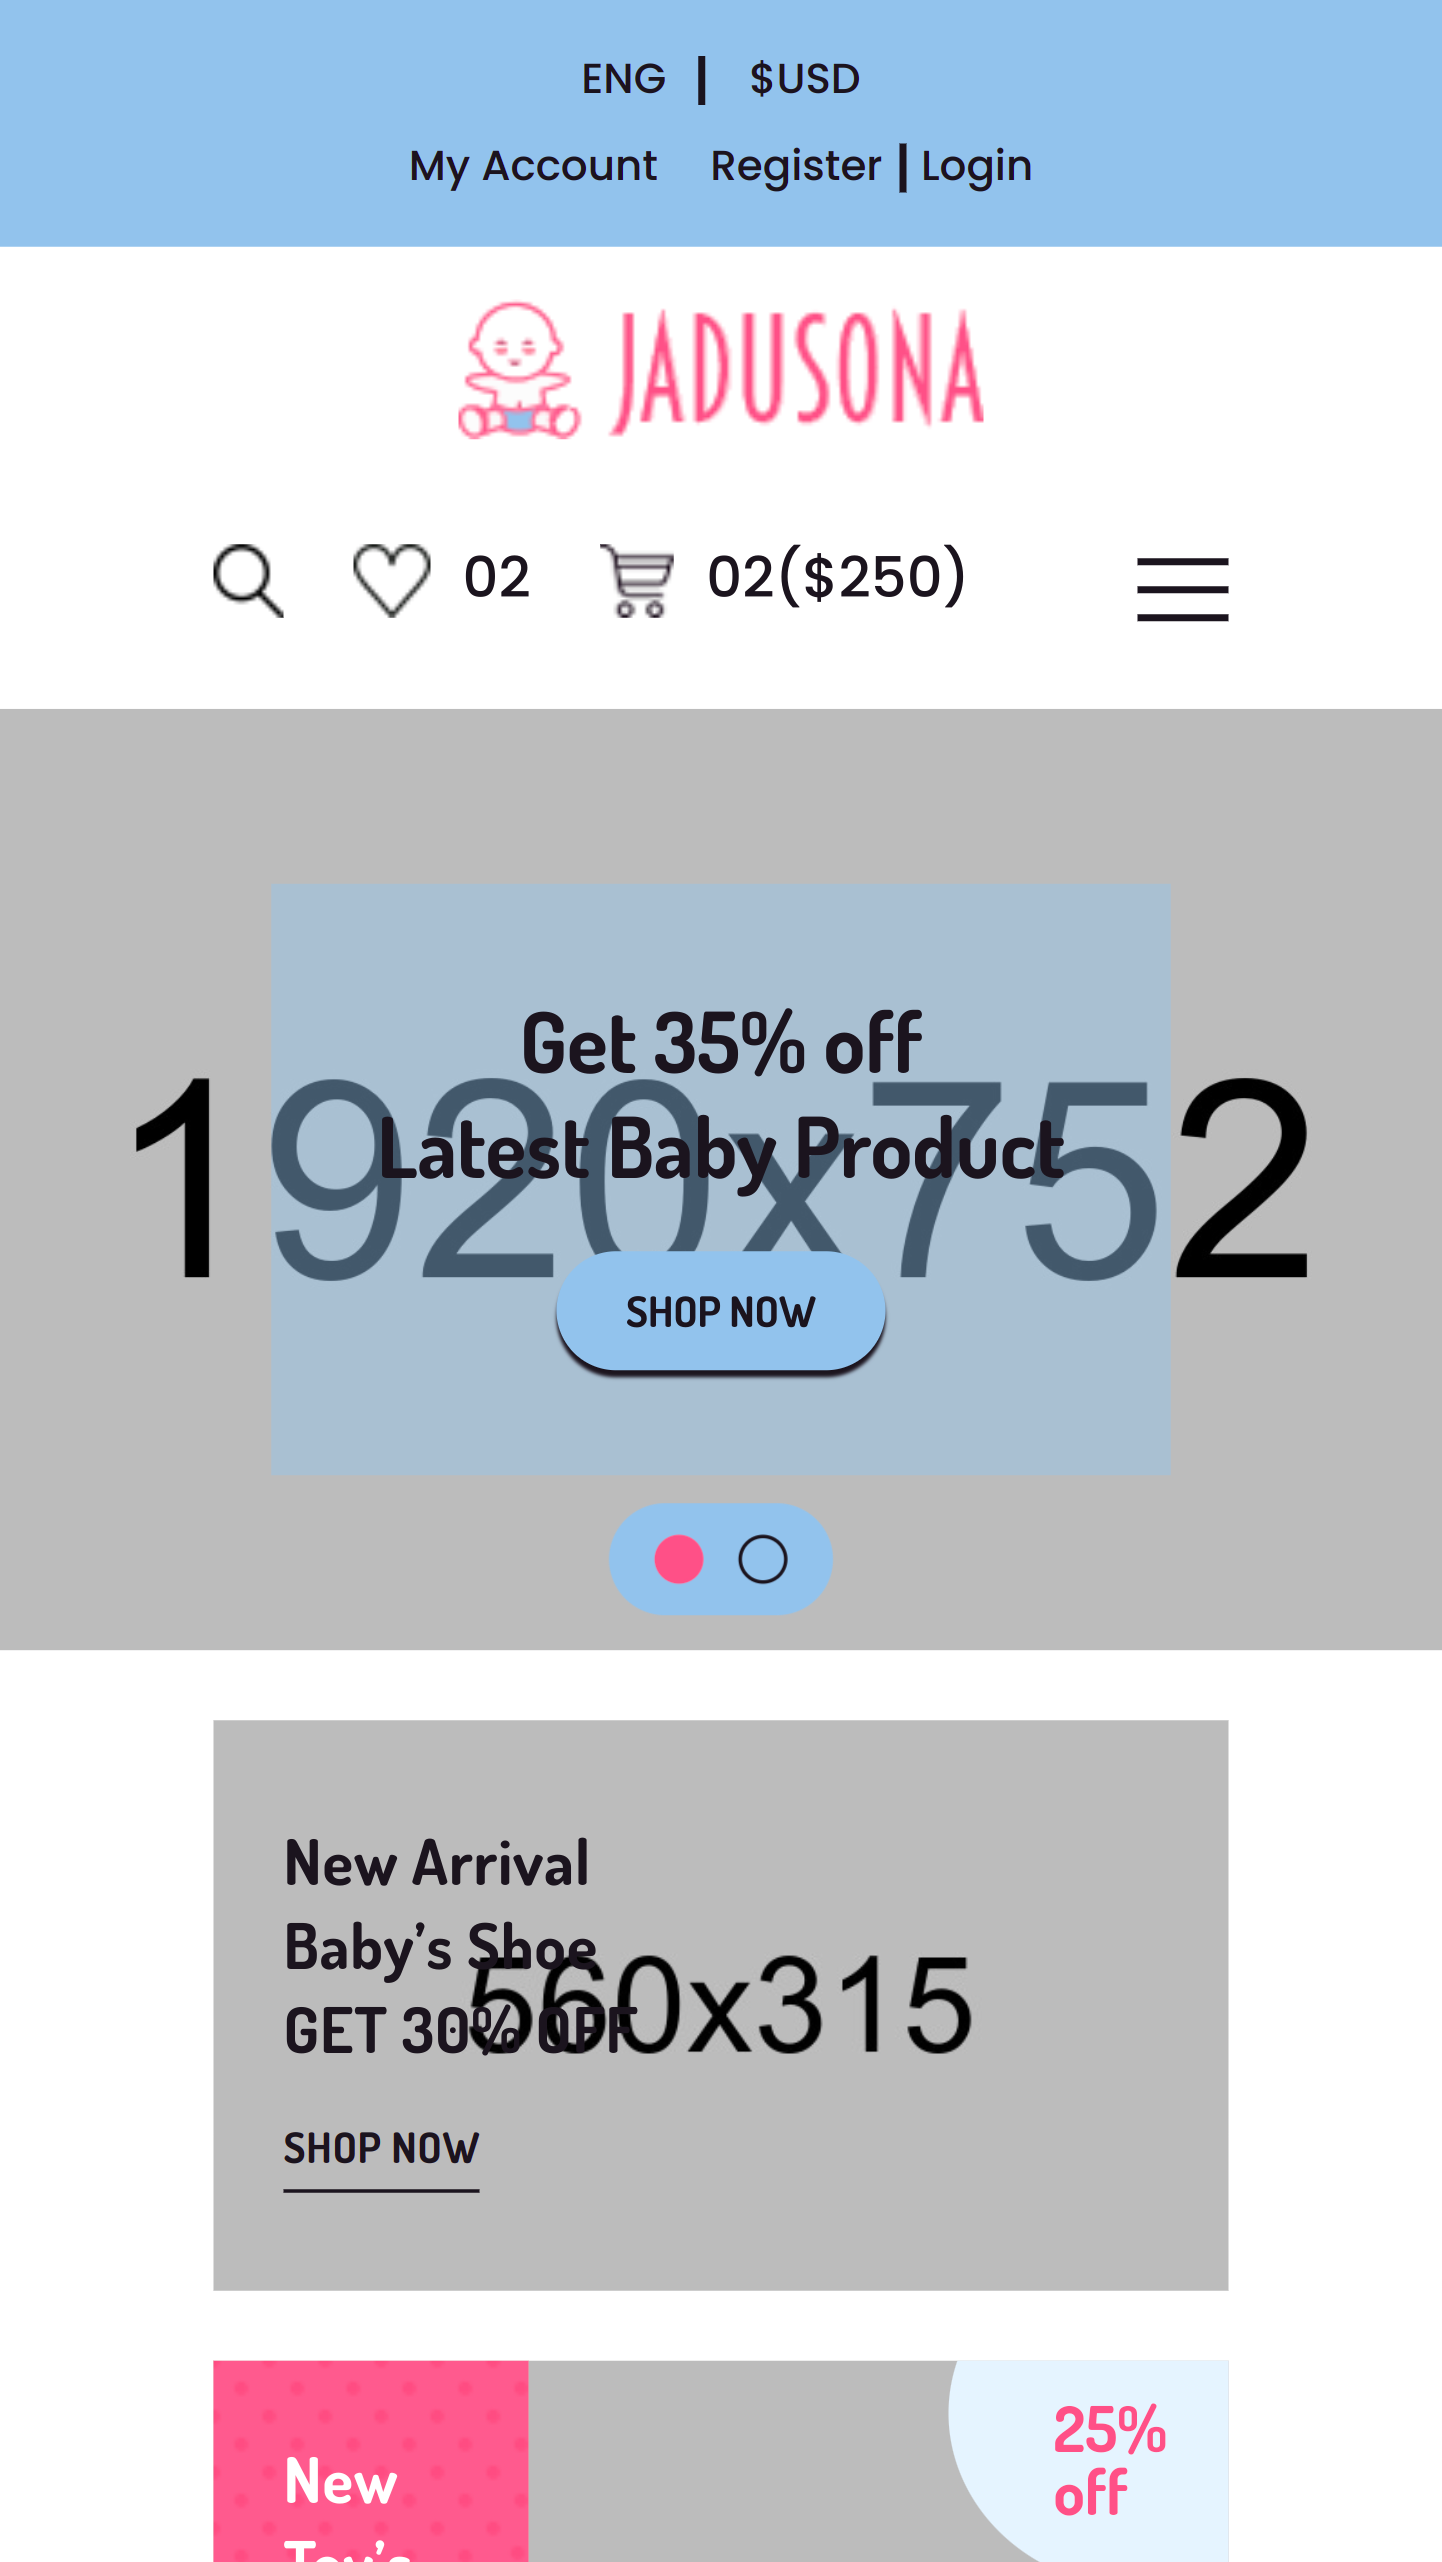 ENG | $USD
My Account Register | Login
JADUSONA
02 02($250)
Get 35% off
1920x752
Latest Baby Product
SHOP NOW
New Arrival
Baby’s Shoe
560x315
GET 30% OFF
SHOP NOW
25%
off
New
Toy’s